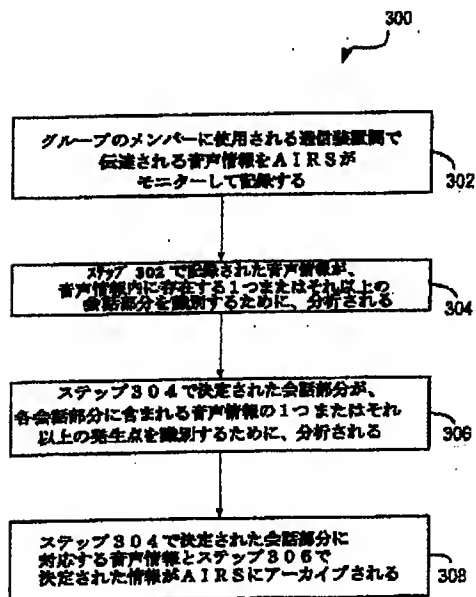 300
グループのメンバーに使用される通信装置間で
伝達される音声情報をAIRSが
モニターして記録する
302
ステップ302で記録された音声情報が、
音声情報内に存在する1つまたはそれ以上の
会話部分を識別するために、分析される
304
ステップ304で決定された会話部分が、
各会話部分に含まれる音声情報の1つまたはそれ
以上の発生点を識別するために、分析される
306
ステップ304で決定された会話部分に
対応する音声情報とステップ306で
決定された情報がAIRSにアーカイブされる
308